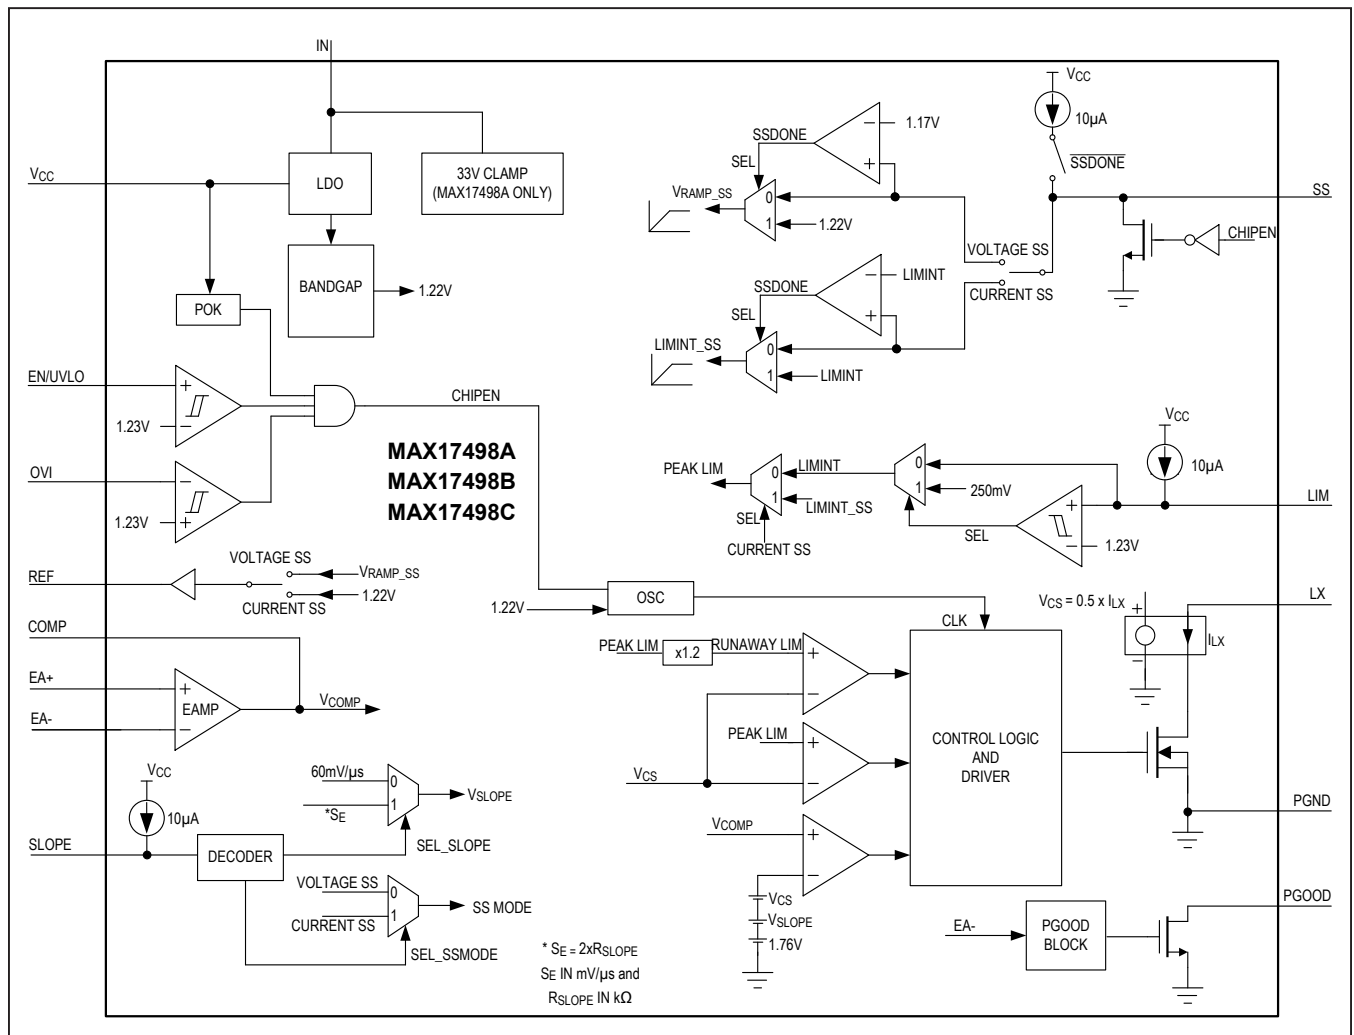 IN
VCC
LDO
33V CLAMP
(MAX17498A ONLY)
BANDGAP
1.22V
POK
EN/UVLO
+
1.23V
−
CHIPEN
OVI
−
1.23V
+
MAX17498A
MAX17498B
MAX17498C
REF
VOLTAGE SS
VRAMP_SS
1.22V
CURRENT SS
COMP
EA+
+
EAMP
VCOMP
EA-
−
VCC
10µA
SLOPE
DECODER
60mV/µs
0
1
*SE
VSLOPE
SEL_SLOPE
VOLTAGE SS
0
CURRENT SS
1
SS MODE
SEL_SSMODE
* SE = 2xRSLOPE
SE IN mV/µs and
RSLOPE IN kΩ
SSDONE
−
1.17V
+
SEL
VRAMP_SS
0
1
1.22V
VCC
10µA
SSDONE
SS
CHIPEN
VOLTAGE SS
CURRENT SS
SSDONE
−
LIMINT
+
SEL
LIMINT_SS
0
1
LIMINT
PEAK LIM
0
LIMINT
1
LIMINT_SS
SEL
CURRENT SS
0
1
250mV
SEL
+
−
1.23V
VCC
10µA
LIM
1.22V
OSC
CLK
PEAK LIM
x1.2
RUNAWAY LIM
+
−
PEAK LIM
+
VCS
−
VCOMP
+
−
VCS
VSLOPE
1.76V
CONTROL LOGIC
AND
DRIVER
VCS = 0.5 x ILX
+
−
ILX
LX
PGND
EA-
PGOOD
BLOCK
PGOOD